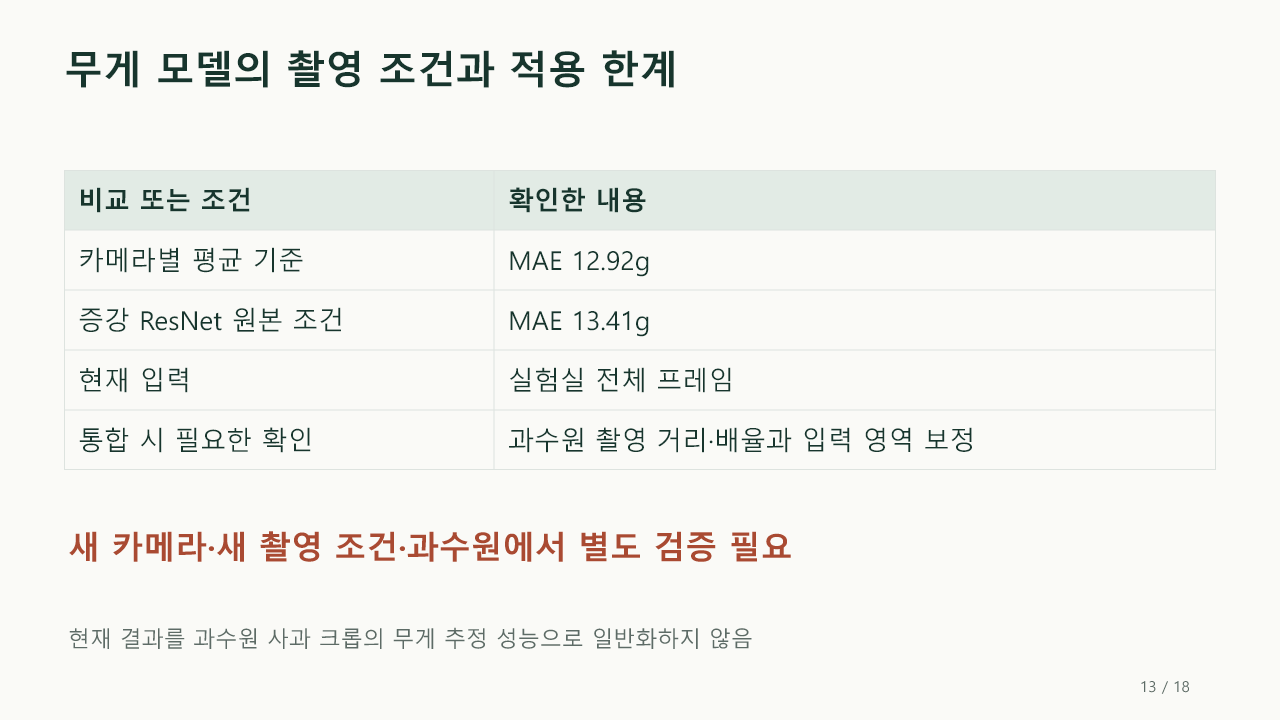 무게 모델의 촬영 조건과 적용 한계
비교 또는 조건 확인한 내용
카메라별 평균 기준 MAE 12.92g
증강 ResNet 원본 조건 MAE 13.41g
현재 입력 실험실 전체 프레임
통합 시 필요한 확인 과수원 촬영 거리·배율과 입력 영역 보정
새 카메라·새 촬영 조건·과수원에서 별도 검증 필요
현재 결과를 과수원 사과 크롭의 무게 추정 성능으로 일반화하지 않음
13 / 18